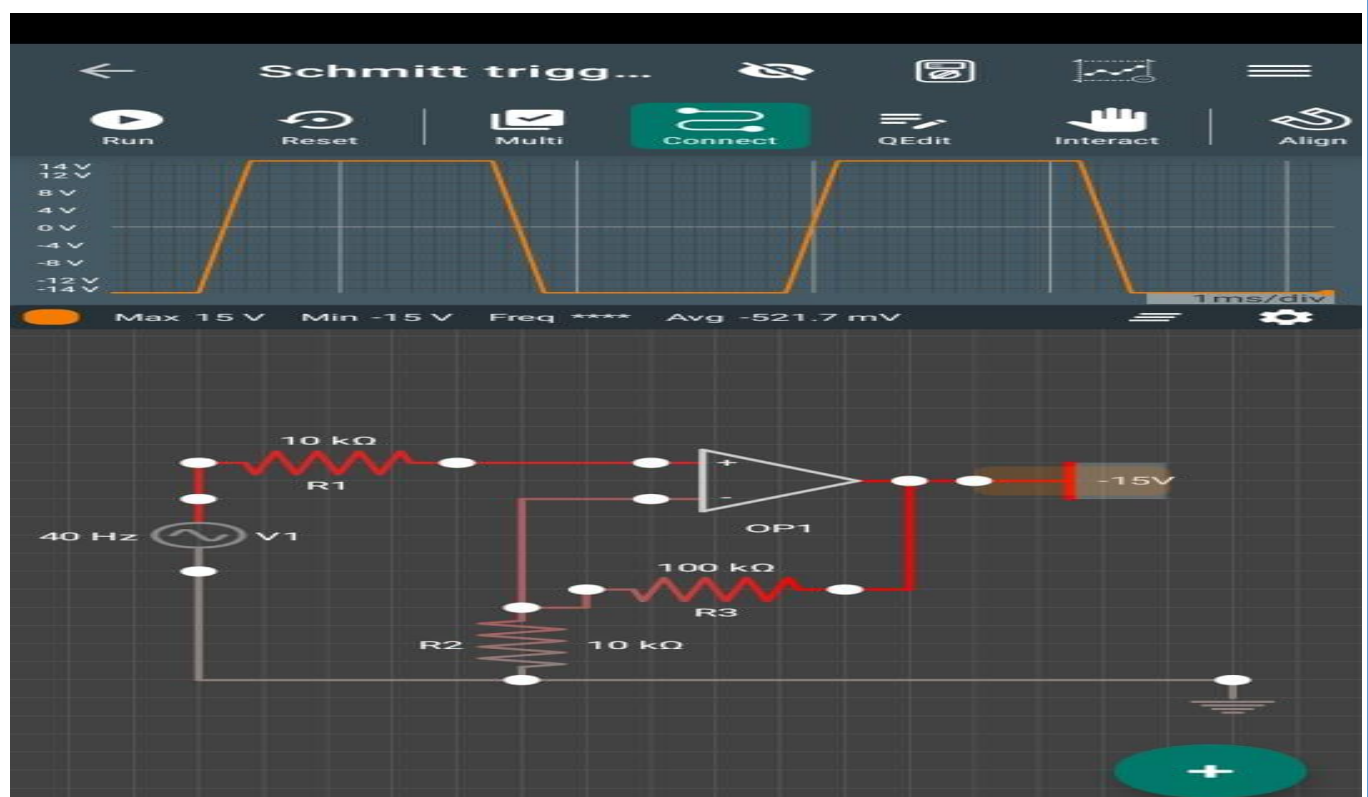 Schmitt trigg...
Run Reset Multi Connect QEdit Interact Align
14 V
12 V
8 V
4 V
0 V
-4 V
-8 V
-12 V
-14 V
1ms/div
Max 15 V Min -15 V Freq **** Avg -521.7 mV
10 kΩ
R1
+
-
-15V
OP1
40 Hz V1
100 kΩ
R3
R2 10 kΩ
+